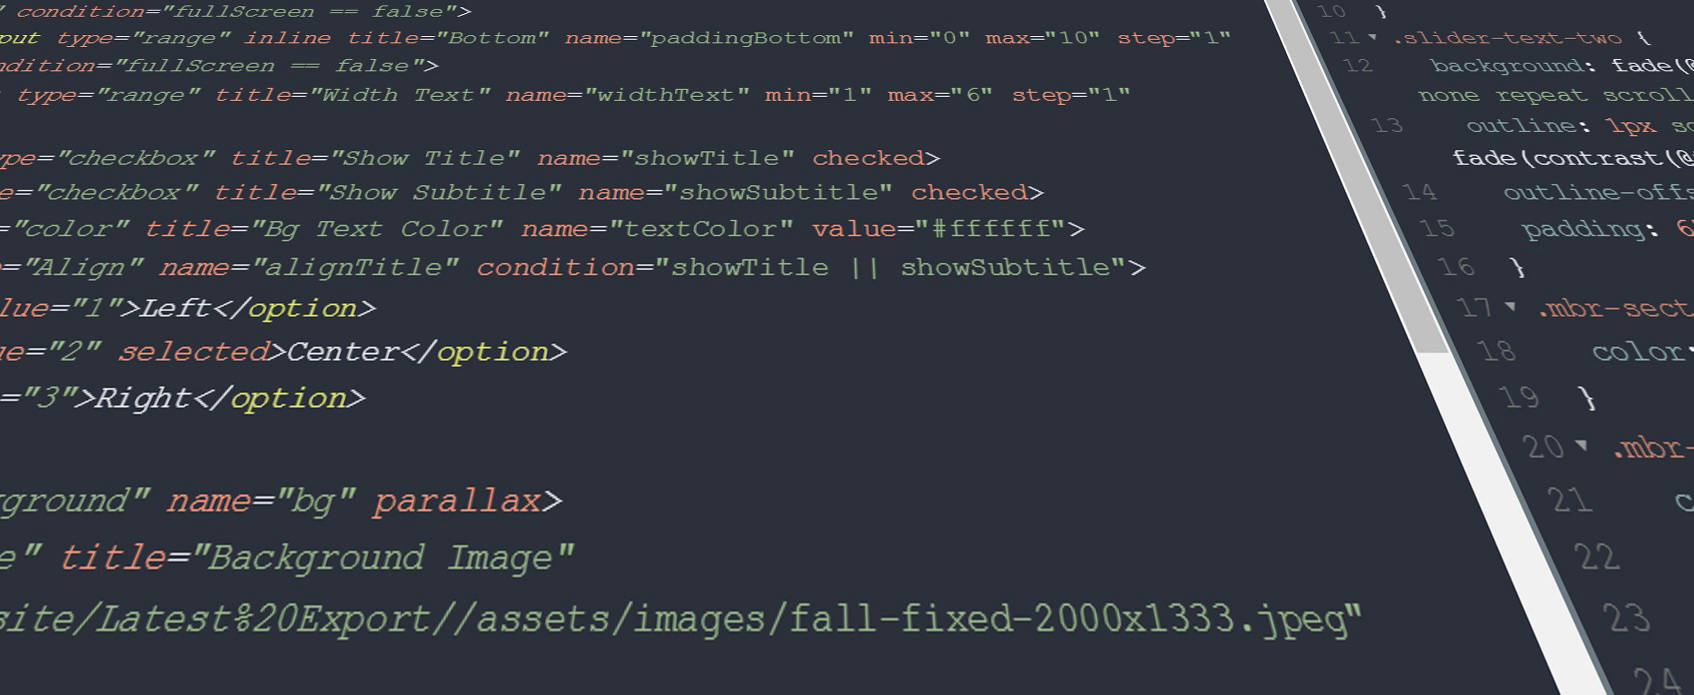 condition="fullScreen == false">
put type="range" inline title="Bottom" name="paddingBottom" min="0" max="10" step="1"
ndition="fullScreen == false">
type="range" title="Width Text" name="widthText" min="1" max="6" step="1"
ype="checkbox" title="Show Title" name="showTitle" checked>
e="checkbox" title="Show Subtitle" name="showSubtitle" checked>
="color" title="Bg Text Color" name="textColor" value="#ffffff">
="Align" name="alignTitle" condition="showTitle || showSubtitle">
lue="1">Left</option>
ue="2" selected>Center</option>
="3">Right</option>
ground" name="bg" parallax>
e" title="Background Image"
site/Latest%20Export//assets/images/fall-fixed-2000x1333.jpeg"
10 }
11 .slider-text-two {
12 background: fade(@
none repeat scroll
13 outline: 1px so
fade(contrast(@
14 outline-offs
15 padding: 6
16 }
17 .mbr-sect
18 color:
19 }
20 .mbr-
21 c
22
23
24